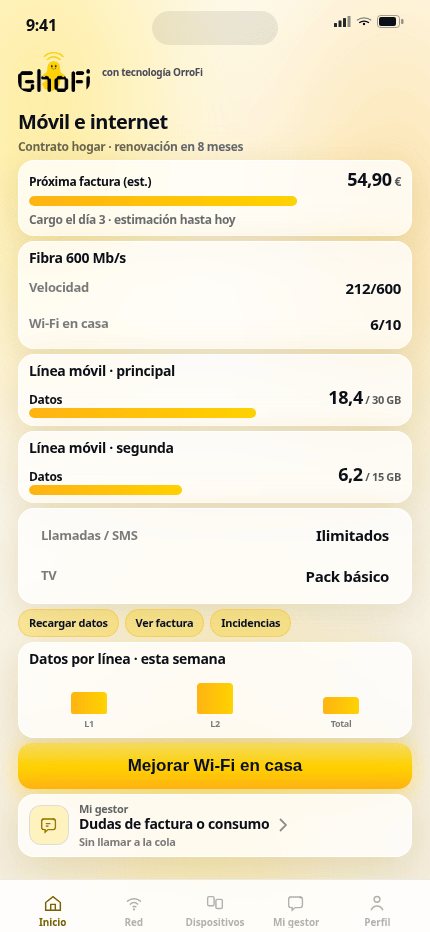 9:41
GhoFi
con tecnología OrroFi
Móvil e internet
Contrato hogar · renovación en 8 meses
Próxima factura (est.) 54,90 €
Cargo el día 3 · estimación hasta hoy
Fibra 600 Mb/s
Velocidad 212/600
Wi-Fi en casa 6/10
Línea móvil · principal
Datos 18,4 / 30 GB
Línea móvil · segunda
Datos 6,2 / 15 GB
Llamadas / SMS Ilimitados
TV Pack básico
Recargar datos Ver factura Incidencias
Datos por línea · esta semana
L1 L2 Total
Mejorar Wi-Fi en casa
Mi gestor
Dudas de factura o consumo
Sin llamar a la cola
Inicio Red Dispositivos Mi gestor Perfil